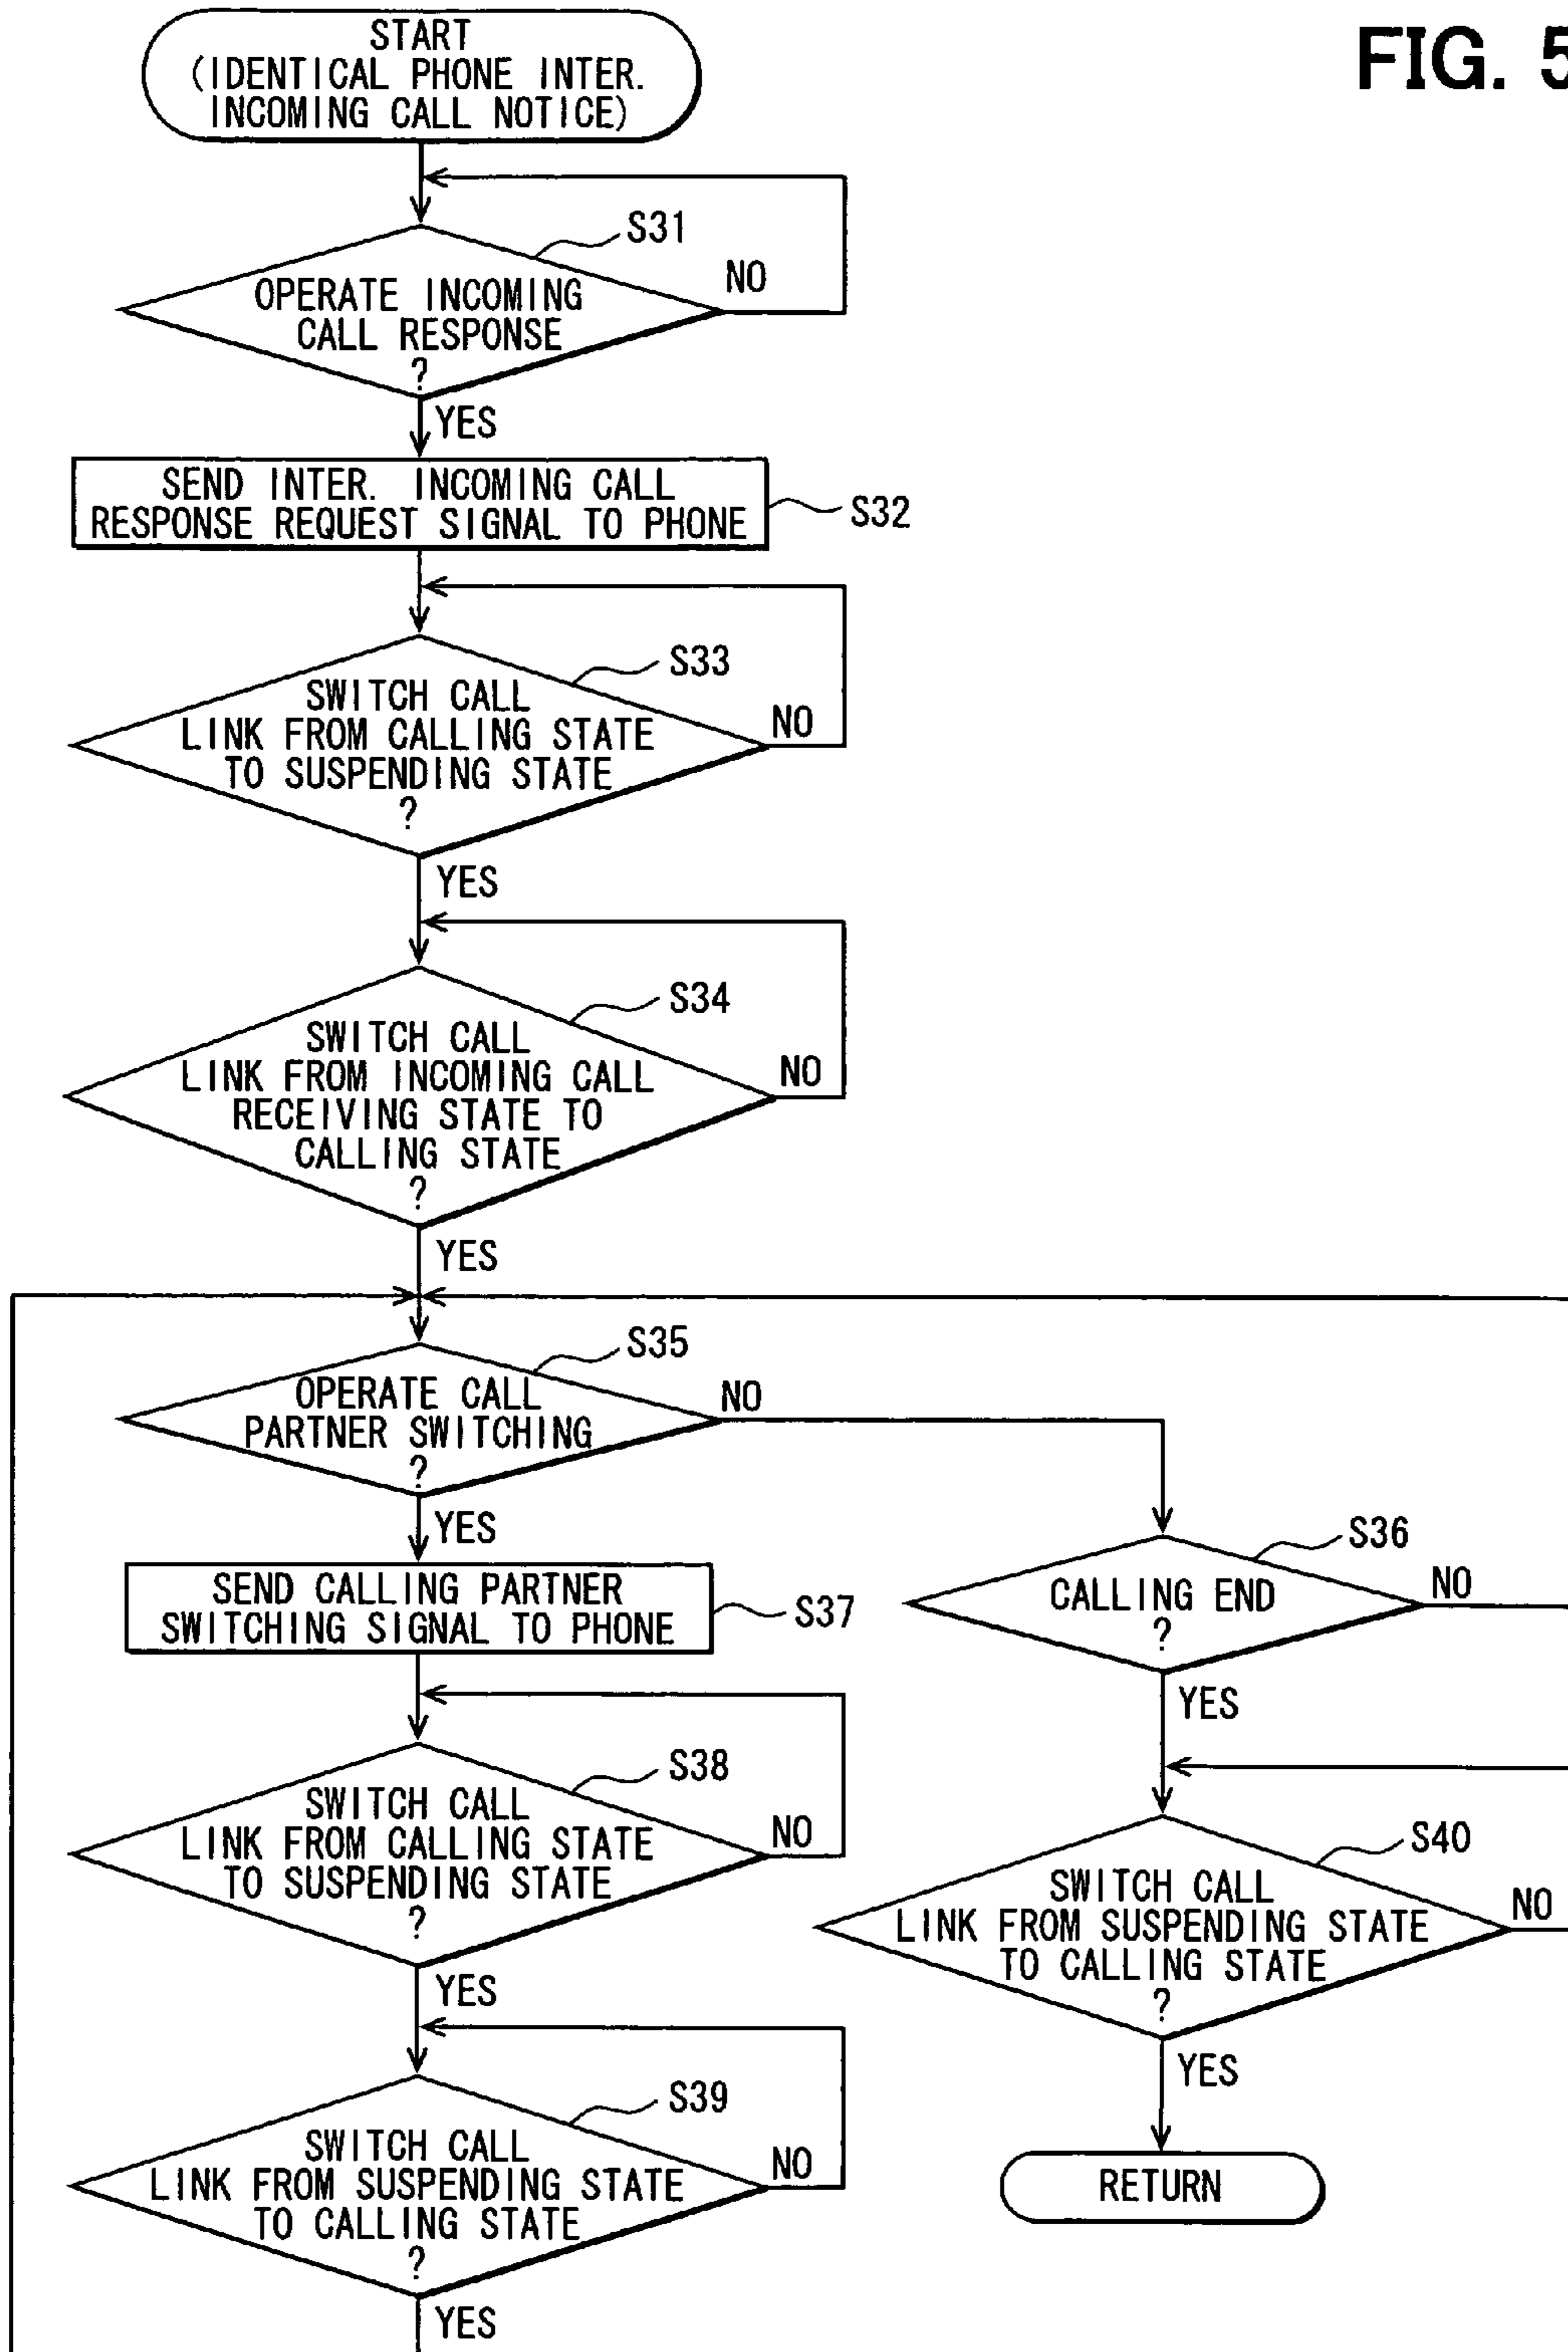 FIG. 5
START
(IDENTICAL PHONE INTER.
INCOMING CALL NOTICE)
S31
OPERATE INCOMING
CALL RESPONSE
?
NO
YES
SEND INTER. INCOMING CALL
RESPONSE REQUEST SIGNAL TO PHONE
S32
S33
SWITCH CALL
LINK FROM CALLING STATE
TO SUSPENDING STATE
?
NO
YES
S34
SWITCH CALL
LINK FROM INCOMING CALL
RECEIVING STATE TO
CALLING STATE
?
NO
YES
S35
OPERATE CALL
PARTNER SWITCHING
?
NO
YES
S36
CALLING END
?
NO
YES
SEND CALLING PARTNER
SWITCHING SIGNAL TO PHONE
S37
S38
SWITCH CALL
LINK FROM CALLING STATE
TO SUSPENDING STATE
?
NO
YES
S40
SWITCH CALL
LINK FROM SUSPENDING STATE
TO CALLING STATE
?
NO
YES
S39
SWITCH CALL
LINK FROM SUSPENDING STATE
TO CALLING STATE
?
NO
YES
RETURN